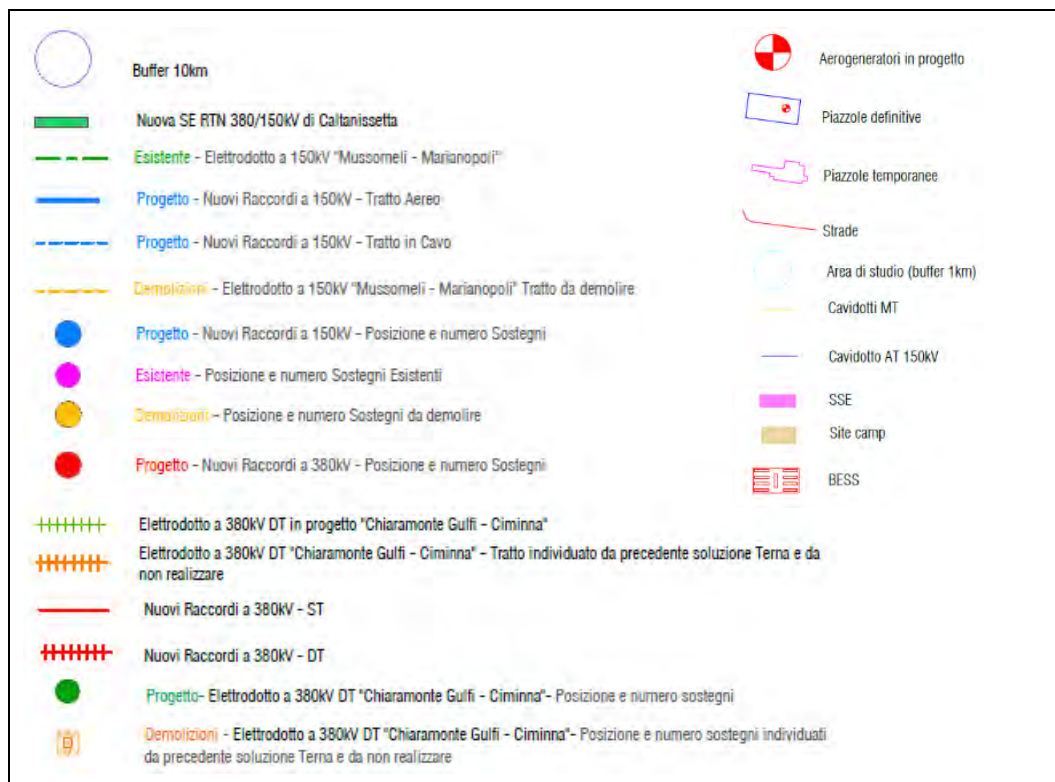 Buffer 10km
Nuova SE RTN 380/150kV di Caltanissetta
Esistente - Elettrodotto a 150kV "Mussomeli - Marianopoli"
Progetto - Nuovi Raccordi a 150kV - Tratto Aereo
Progetto - Nuovi Raccordi a 150kV - Tratto in Cavo
Demolizioni - Elettrodotto a 150kV "Mussomeli - Marianopoli" Tratto da demolire
Progetto - Nuovi Raccordi a 150kV - Posizione e numero Sostegni
Esistente - Posizione e numero Sostegni Esistenti
Demolizioni - Posizione e numero Sostegni da demolire
Progetto - Nuovi Raccordi a 380kV - Posizione e numero Sostegni
Elettrodotto a 380kV DT in progetto "Chiaramonte Gulfi - Ciminna"
Elettrodotto a 380kV DT "Chiaramonte Gulfi - Ciminna" - Tratto individuato da precedente soluzione Terna e da
non realizzare
Nuovi Raccordi a 380kV - ST
Nuovi Raccordi a 380kV - DT
Progetto- Elettrodotto a 380kV DT "Chiaramonte Gulfi - Ciminna"- Posizione e numero sostegni
Demolizioni - Elettrodotto a 380kV DT "Chiaramonte Gulfi - Ciminna"- Posizione e numero sostegni individuati
da precedente soluzione Terna e da non realizzare
Aerogeneratori in progetto
Piazzole definitive
Piazzole temporanee
Strade
Area di studio (buffer 1km)
Cavidotti MT
Cavidotto AT 150kV
SSE
Site camp
BESS